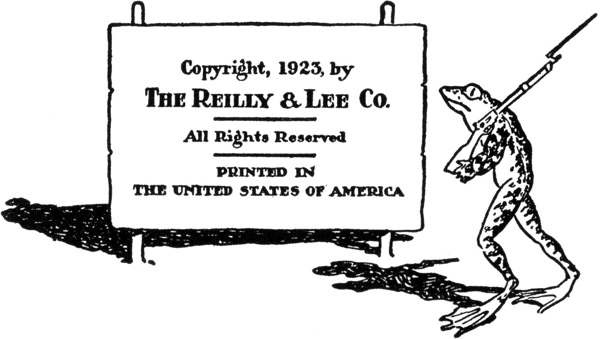 Copyright, 1923, by
THE REILLY & LEE CO.
All Rights Reserved
PRINTED IN
THE UNITED STATES OF AMERICA